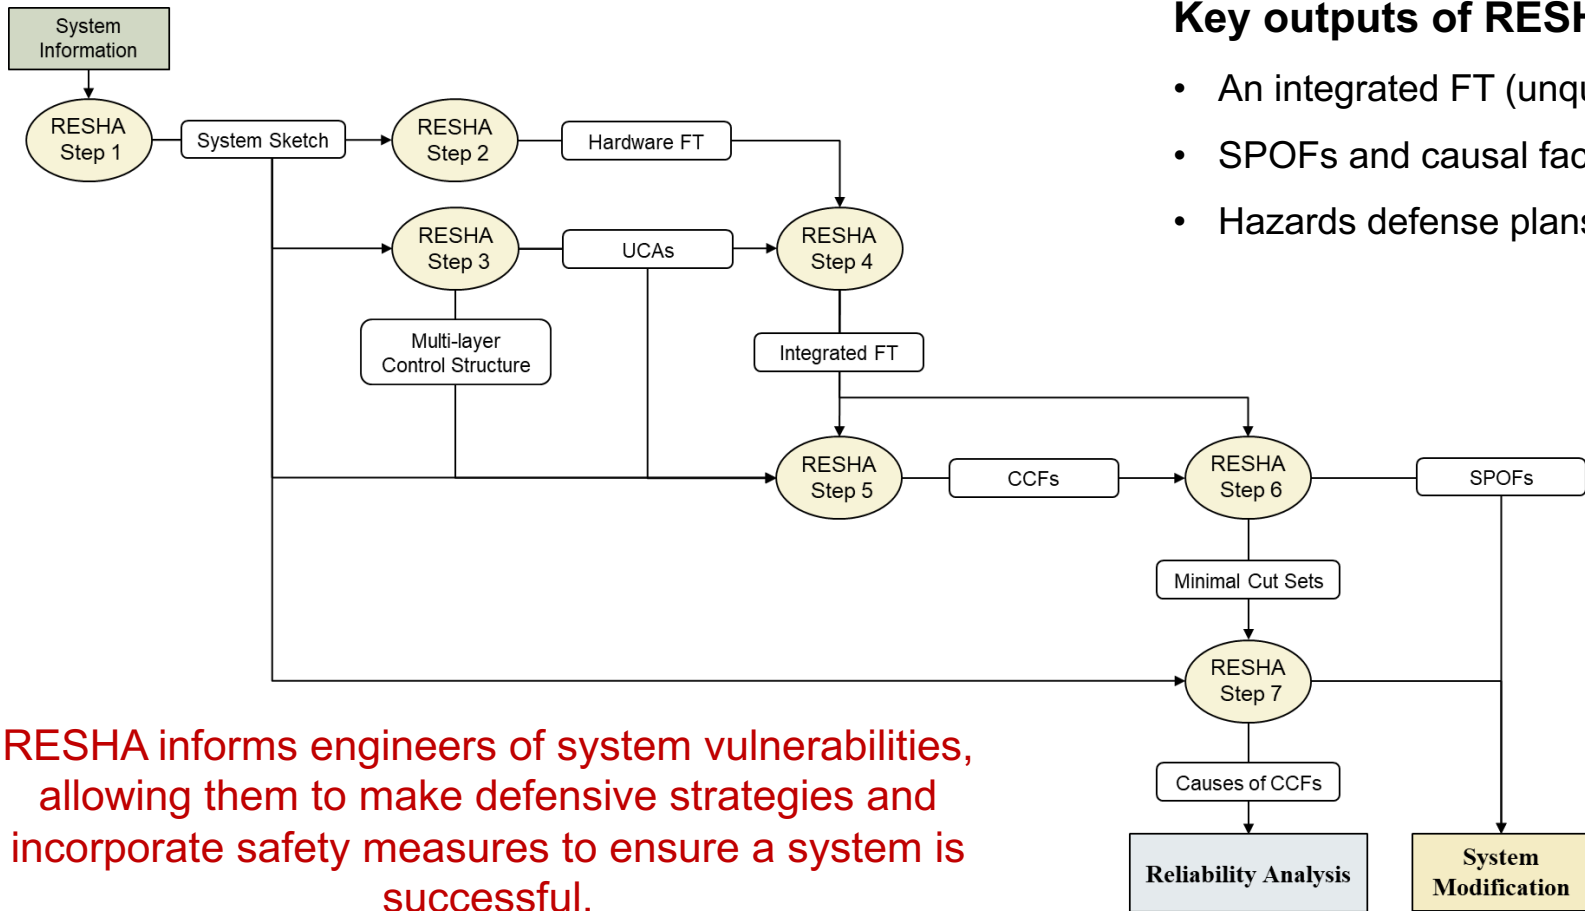 System
Information
RESHA
Step 1
System Sketch
RESHA
Step 2
Hardware FT
RESHA
Step 3
UCAs
RESHA
Step 4
Multi-layer
Control Structure
Integrated FT
RESHA
Step 5
CCFs
RESHA
Step 6
SPOFs
Minimal Cut Sets
RESHA
Step 7
Causes of CCFs
Reliability Analysis
System
Modification
Key outputs of
• An integrated FT
• SPOFs and causal
• Hazards defense
RESHA informs engineers of system vulnerabilities,
allowing them to make defensive strategies and
incorporate safety measures to ensure a system is
successful.